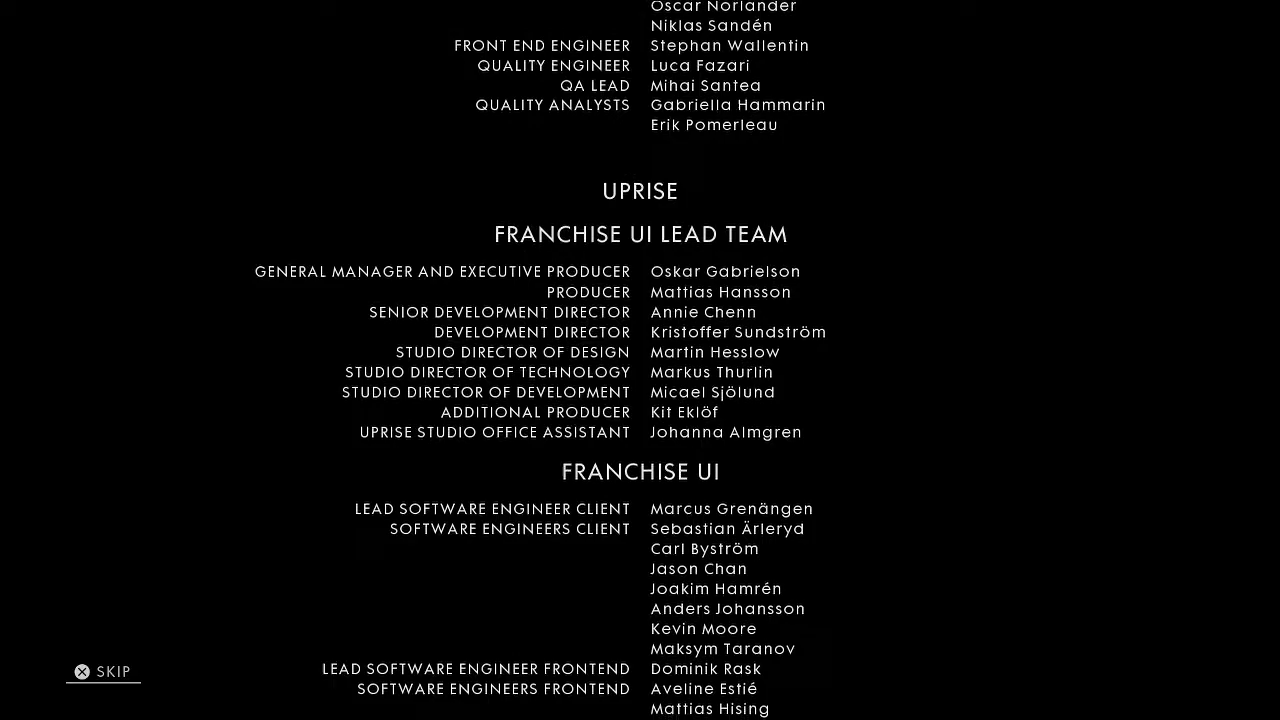 Oscar Norlander
Niklas Sandén
FRONT END ENGINEER Stephan Wallentin
QUALITY ENGINEER Luca Fazari
QA LEAD Mihai Santea
QUALITY ANALYSTS Gabriella Hammarin
Erik Pomerleau
UPRISE
FRANCHISE UI LEAD TEAM
GENERAL MANAGER AND EXECUTIVE PRODUCER Oskar Gabrielson
PRODUCER Mattias Hansson
SENIOR DEVELOPMENT DIRECTOR Annie Chenn
DEVELOPMENT DIRECTOR Kristoffer Sundström
STUDIO DIRECTOR OF DESIGN Martin Hesslow
STUDIO DIRECTOR OF TECHNOLOGY Markus Thurlin
STUDIO DIRECTOR OF DEVELOPMENT Micael Sjölund
ADDITIONAL PRODUCER Kit Eklöf
UPRISE STUDIO OFFICE ASSISTANT Johanna Almgren
FRANCHISE UI
LEAD SOFTWARE ENGINEER CLIENT Marcus Grenängen
SOFTWARE ENGINEERS CLIENT Sebastian Ärleryd
Carl Byström
Jason Chan
Joakim Hamrén
Anders Johansson
Kevin Moore
Maksym Taranov
LEAD SOFTWARE ENGINEER FRONTEND Dominik Rask
SOFTWARE ENGINEERS FRONTEND Aveline Estié
Mattias Hising
SKIP